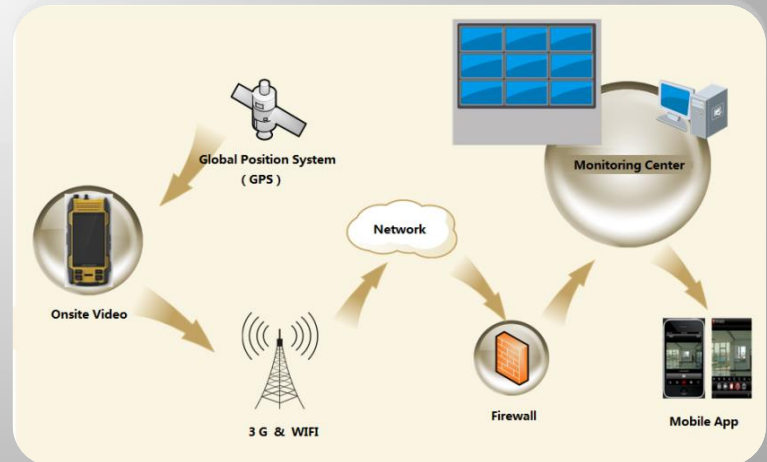 Global Position System
( GPS )
Monitoring Center
Network
Onsite Video
3 G & WIFI
Firewall
Mobile App